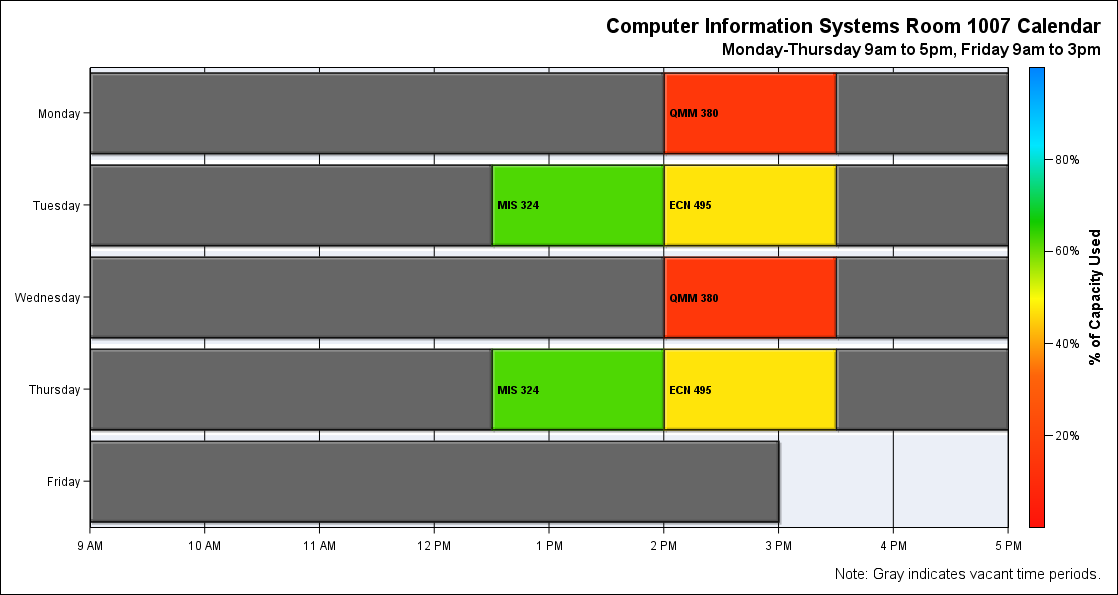 Computer Information Systems Room 1007 Calendar
Monday-Thursday 9am to 5pm, Friday 9am to 3pm
Monday
QMM 380
Tuesday
MIS 324
ECN 495
Wednesday
QMM 380
Thursday
MIS 324
ECN 495
Friday
9 AM
10 AM
11 AM
12 PM
1 PM
2 PM
3 PM
4 PM
5 PM
80%
60%
40%
20%
% of Capacity Used
Note: Gray indicates vacant time periods.